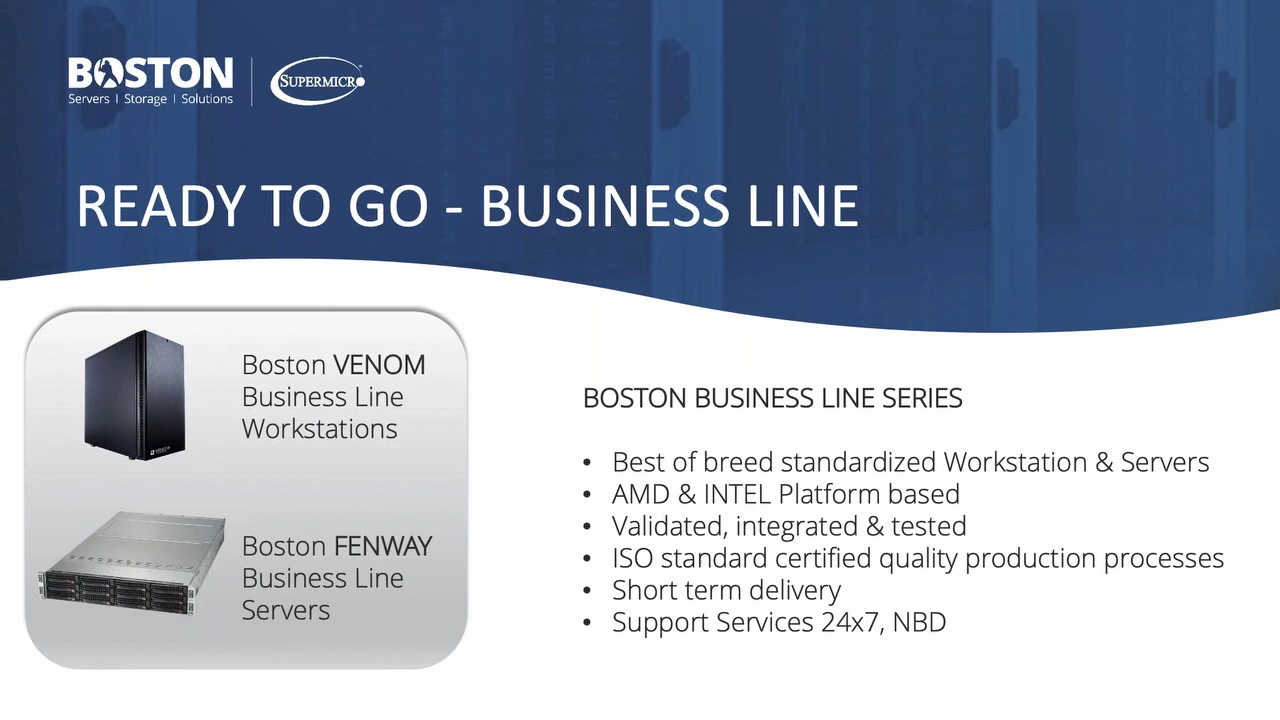 BOSTON
Servers | Storage | Solutions
SUPERMICRO
READY TO GO - BUSINESS LINE
Boston VENOM
Business Line
Workstations
Boston FENWAY
Business Line
Servers
BOSTON BUSINESS LINE SERIES
• Best of breed standardized Workstation & Servers
• AMD & INTEL Platform based
• Validated, integrated & tested
• ISO standard certified quality production processes
• Short term delivery
• Support Services 24x7, NBD